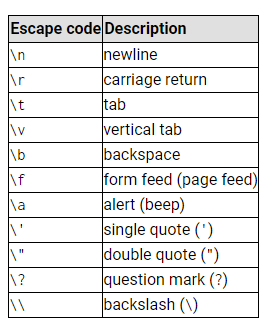 Escape code Description
\n newline
\r carriage return
\t tab
\v vertical tab
\b backspace
\f form feed (page feed)
\a alert (beep)
\' single quote (')
\" double quote (")
\? question mark (?)
\\ backslash (\)